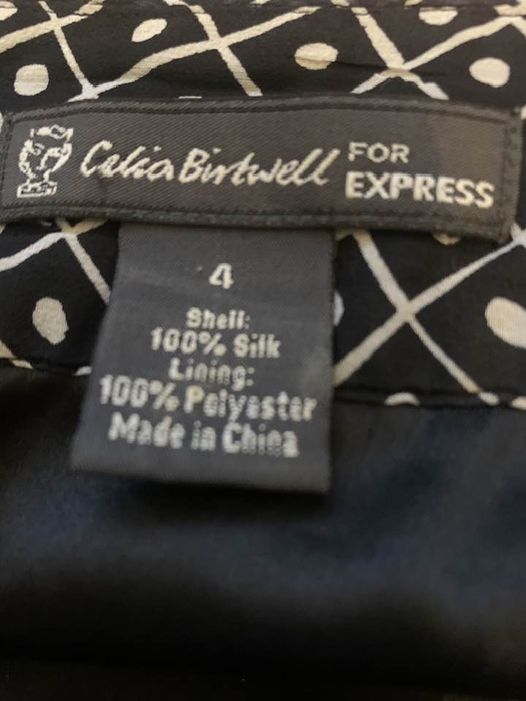 Celia Birtwell FOR EXPRESS
4
Shell:
100% Silk
Lining:
100% Polyester
Made in China